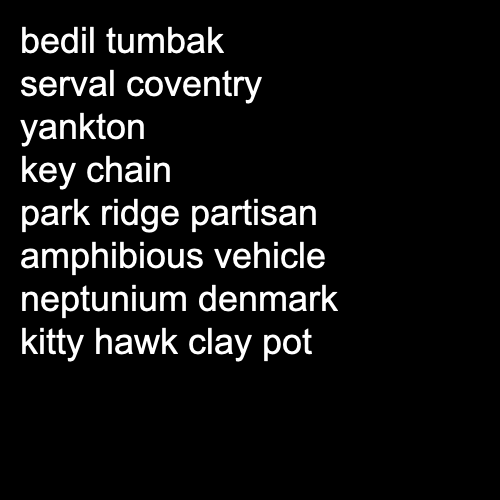 bedil tumbak
serval coventry
yankton
key chain
park ridge partisan
amphibious vehicle
neptunium denmark
kitty hawk clay pot